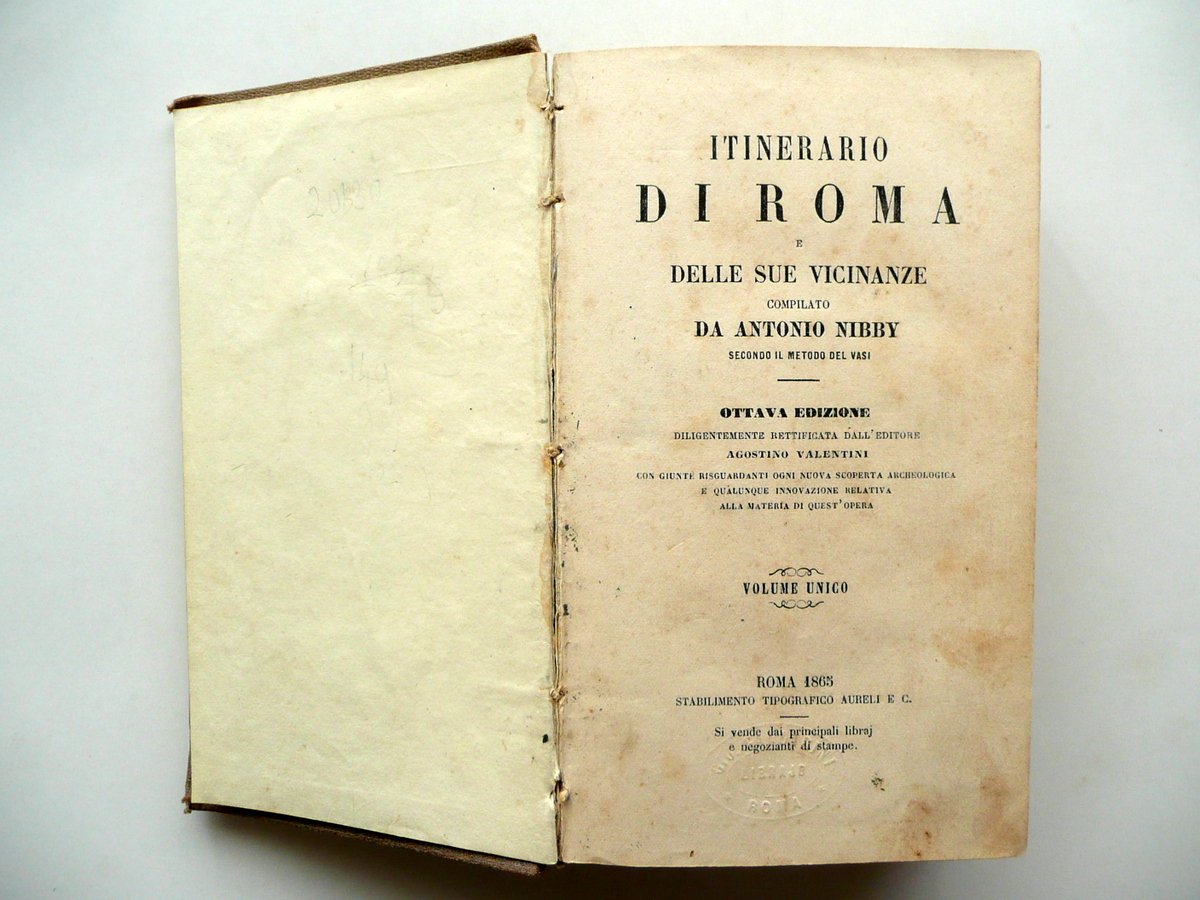 ITINERARIO
DI ROMA
E
DELLE SUE VICINANZE
COMPILATO
DA ANTONIO NIBBY
SECONDO IL METODO DEL VASI
OTTAVA EDIZIONE
DILIGENTEMENTE RETTIFICATA DALL'EDITORE
AGOSTINO VALENTINI
CON GIUNTE RISGUARDANTI OGNI NUOVA SCOPERTA ARCHEOLOGICA
E QUALUNQUE INNOVAZIONE RELATIVA
ALLA MATERIA DI QUEST'OPERA
VOLUME UNICO
ROMA 1865
STABILIMENTO TIPOGRAFICO AURELI E C.
Si vende dai principali libraj
e negozianti di stampe.
LIBRAJO
ROMA